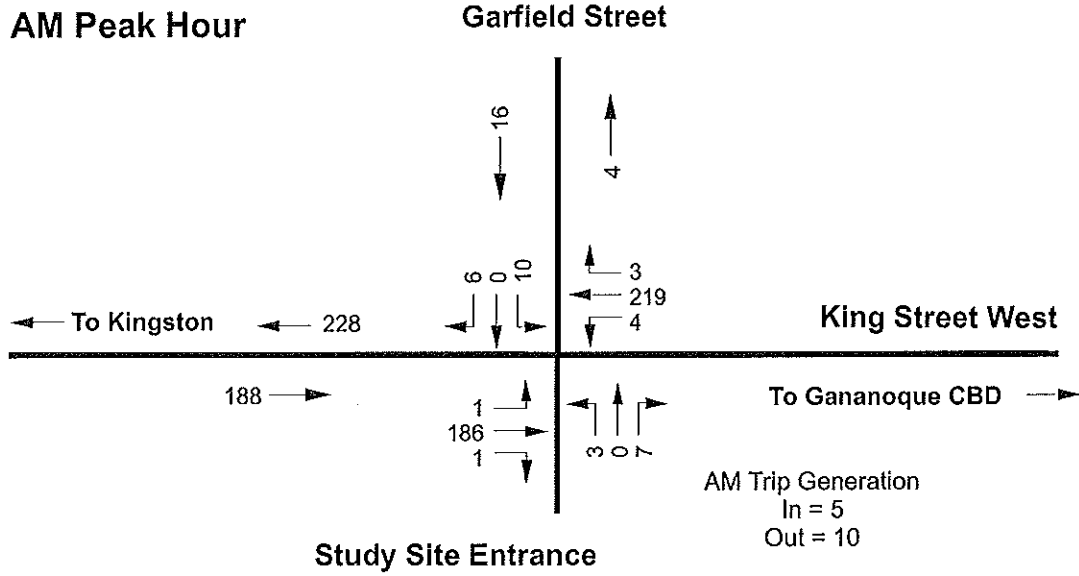 AM Peak Hour
Garfield Street
16
4
6
0
10
3
219
4
To Kingston
228
King Street West
188
1
186
1
3
0
7
To Gananoque CBD
AM Trip Generation
In = 5
Out = 10
Study Site Entrance